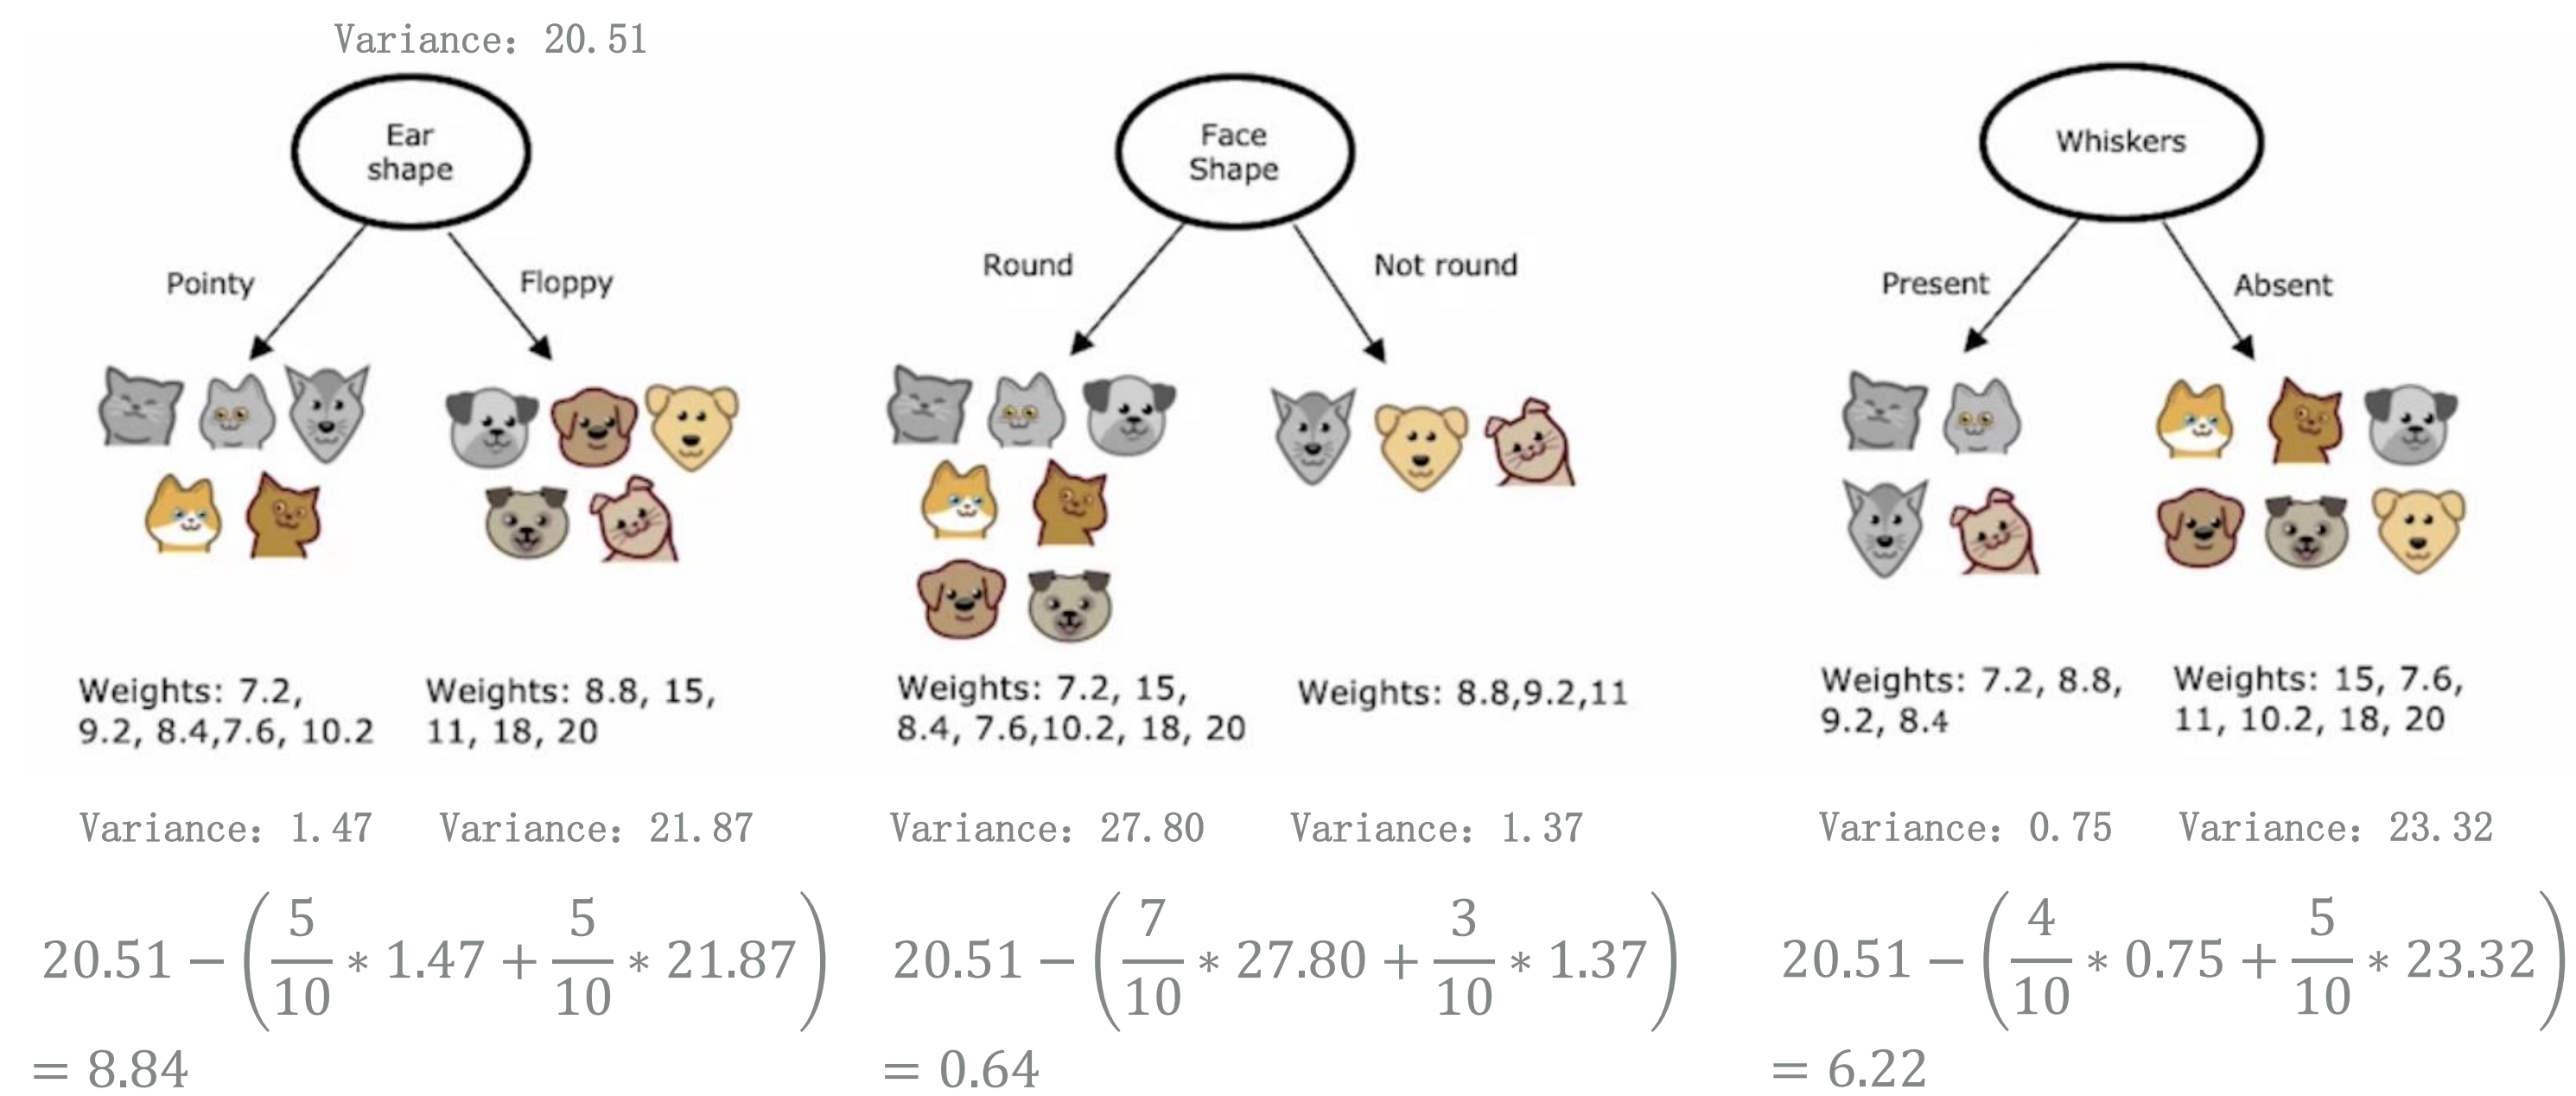 Variance: 20.51
Ear
shape
Pointy
Floppy
Weights: 7.2,
9.2, 8.4,7.6, 10.2
Weights: 8.8, 15,
11, 18, 20
Variance: 1.47
Variance: 21.87
20.51 − (5/10 * 1.47 + 5/10 * 21.87)
= 8.84
Face
Shape
Round
Not round
Weights: 7.2, 15,
8.4, 7.6,10.2, 18, 20
Weights: 8.8,9.2,11
Variance: 27.80
Variance: 1.37
20.51 − (7/10 * 27.80 + 3/10 * 1.37)
= 0.64
Whiskers
Present
Absent
Weights: 7.2, 8.8,
9.2, 8.4
Weights: 15, 7.6,
11, 10.2, 18, 20
Variance: 0.75
Variance: 23.32
20.51 − (4/10 * 0.75 + 5/10 * 23.32)
= 6.22